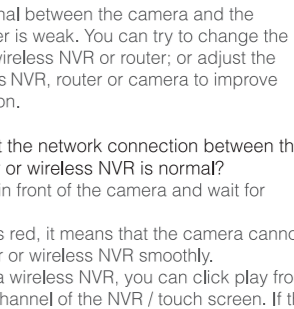 nal between the camera and the
er is weak. You can try to change the
wireless NVR or router; or adjust the
s NVR, router or camera to improve
on.
t the network connection between th
or wireless NVR is normal?
in front of the camera and wait for
s red, it means that the camera canno
r or wireless NVR smoothly.
a wireless NVR, you can click play fro
hannel of the NVR / touch screen. If th